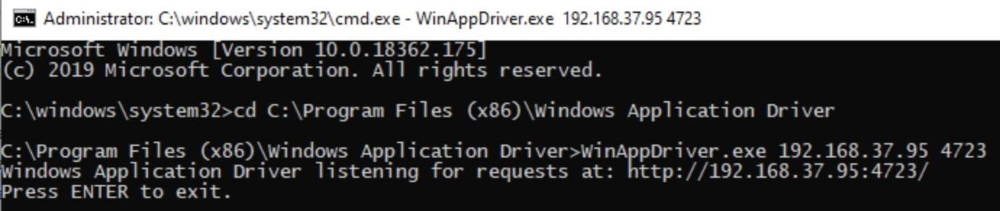 Administrator: C:\windows\system32\cmd.exe - WinAppDriver.exe  192.168.37.95 4723
Microsoft Windows [Version 10.0.18362.175]
(c) 2019 Microsoft Corporation. All rights reserved.
C:\windows\system32>cd C:\Program Files (x86)\Windows Application Driver
C:\Program Files (x86)\Windows Application Driver>WinAppDriver.exe 192.168.37.95 4723
Windows Application Driver listening for requests at: http://192.168.37.95:4723/
Press ENTER to exit.